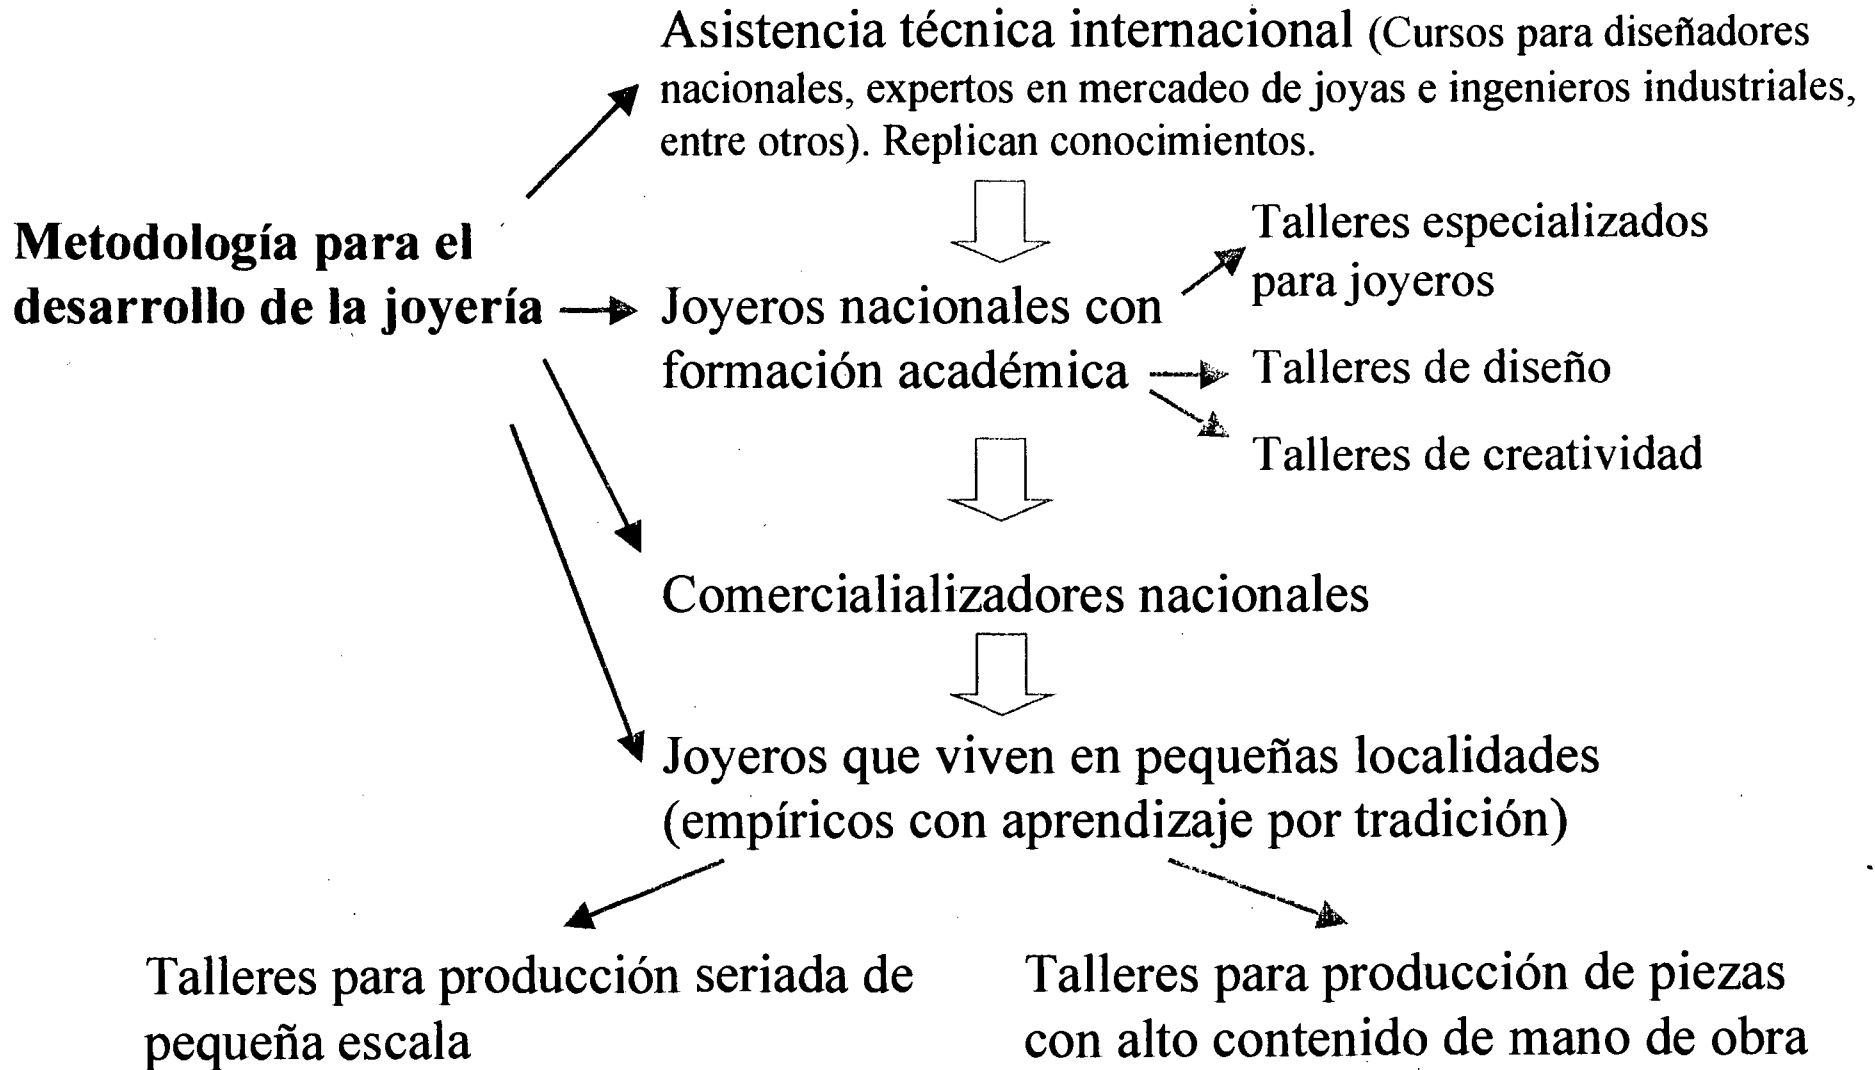 Asistencia técnica internacional (Cursos para diseñadores
nacionales, expertos en mercadeo de joyas e ingenieros industriales,
entre otros). Replican conocimientos.
Metodología para el
desarrollo de la joyería
Joyeros nacionales con
formación académica
Talleres especializados
para joyeros
Talleres de diseño
Talleres de creatividad
Comercialializadores nacionales
Joyeros que viven en pequeñas localidades
(empíricos con aprendizaje por tradición)
Talleres para producción seriada de
pequeña escala
Talleres para producción de piezas
con alto contenido de mano de obra